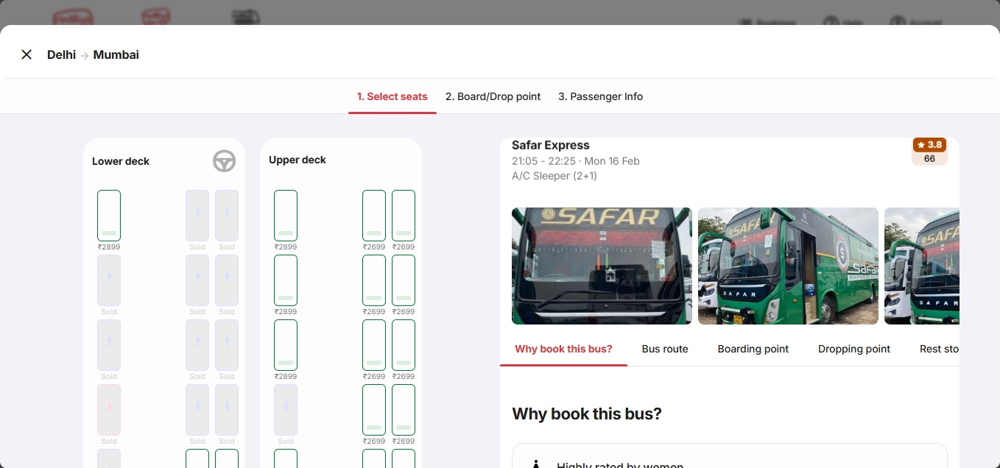 Delhi → Mumbai
1. Select seats 2. Board/Drop point 3. Passenger Info
Lower deck
₹2899 Sold Sold
Sold Sold Sold
Sold Sold Sold
Sold Sold Sold
Upper deck
₹2899 ₹2699 ₹2699
₹2899 ₹2699 ₹2699
₹2899 ₹2699 ₹2699
Sold ₹2699 ₹2699
Safar Express
★ 3.8
66
21:05 - 22:25 · Mon 16 Feb
A/C Sleeper (2+1)
SAFAR
SAFAR
Safar
SAFAR
SAFAR
Why book this bus? Bus route Boarding point Dropping point Rest sto
Why book this bus?
Highly rated by women